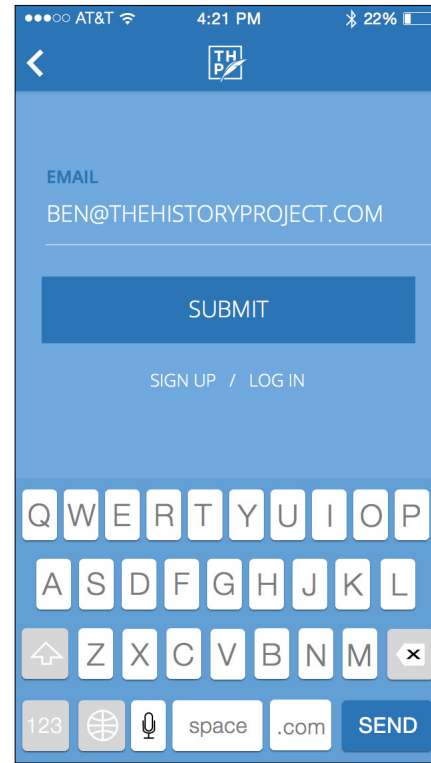 AT&T 4:21 PM 22%
TH
P
EMAIL
BEN@THEHISTORYPROJECT.COM
SUBMIT
SIGN UP / LOG IN
Q W E R T Y U I O P
A S D F G H J K L
Z X C V B N M
123 space .com SEND